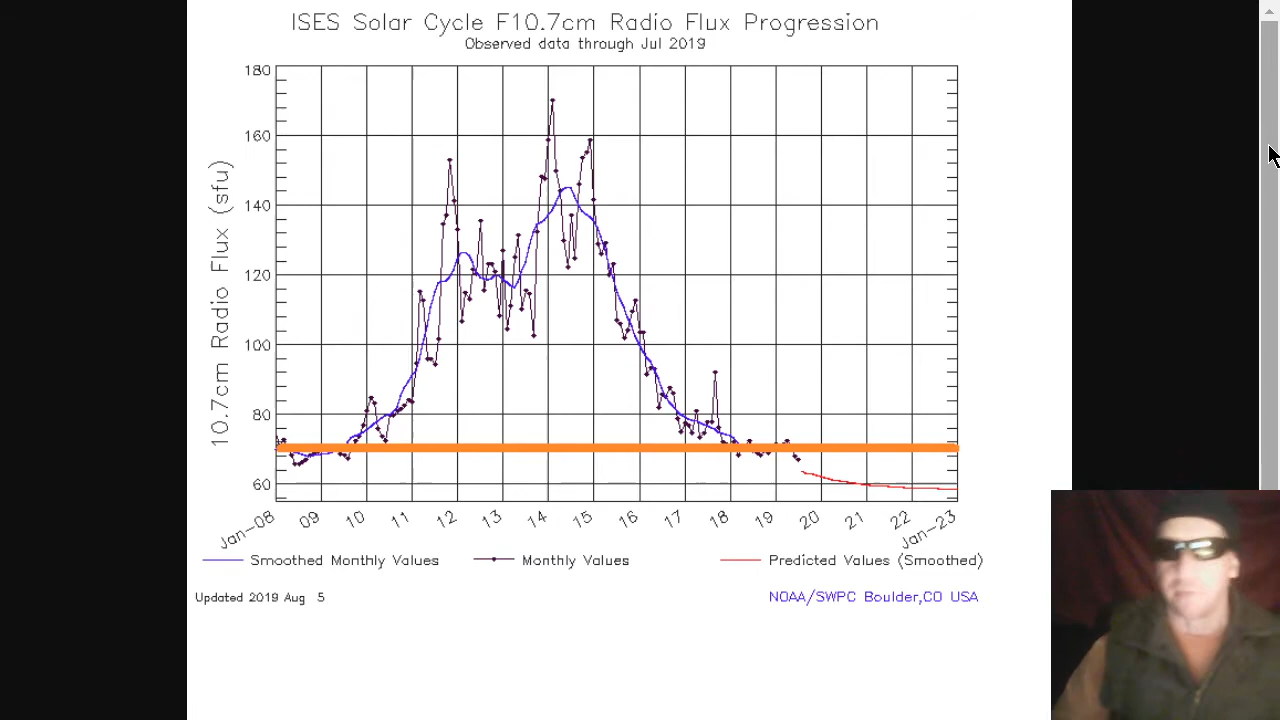 ISES Solar Cycle F10.7cm Radio Flux Progression
Observed data through Jul 2019
180
160
140
120
100
80
60
10.7cm Radio Flux (sfu)
Jan-08 09 10 11 12 13 14 15 16 17 18 19 20 21 22 Jan-23
Smoothed Monthly Values Monthly Values Predicted Values (Smoothed)
Updated 2019 Aug 5 NOAA/SWPC Boulder,CO USA